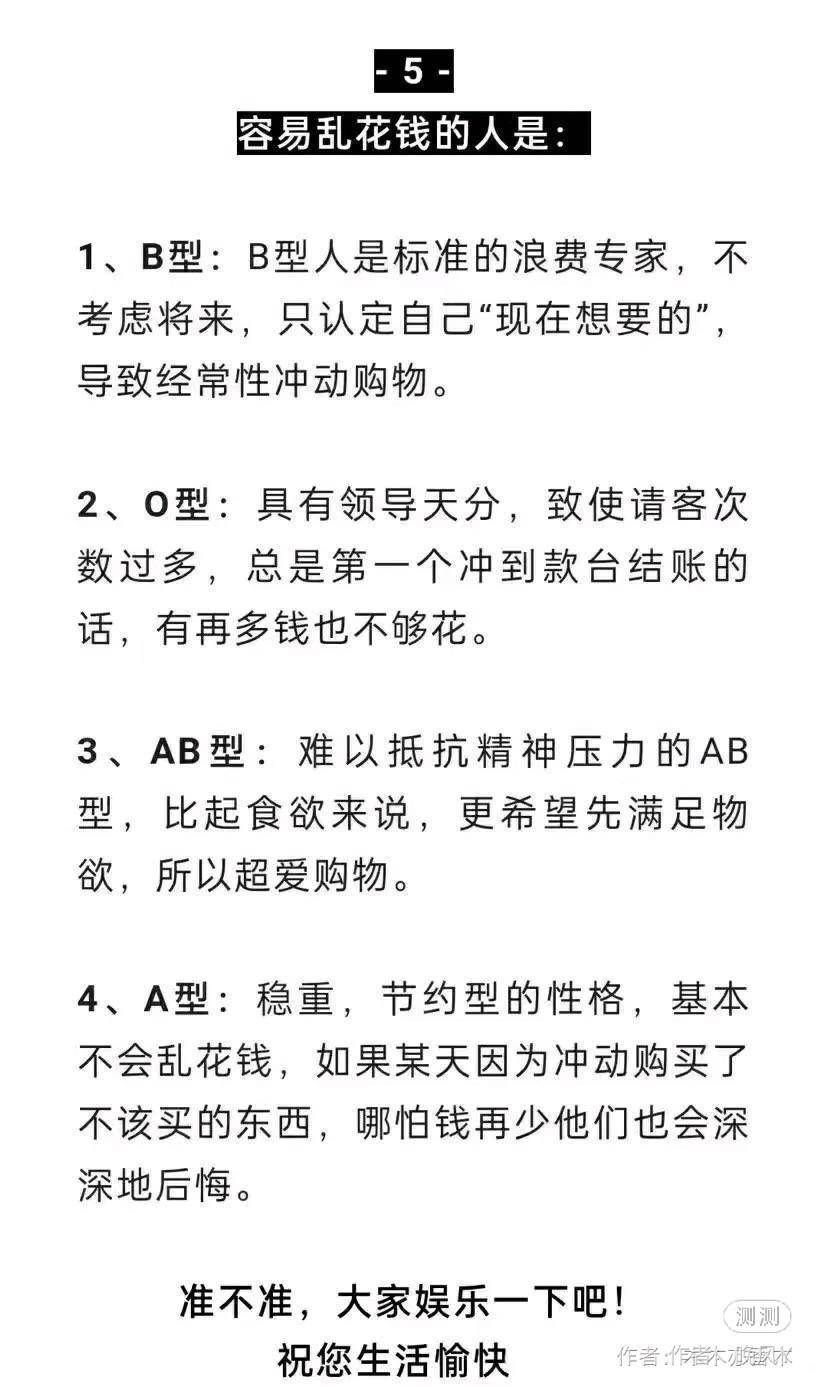 - 5 -
容易乱花钱的人是：
1、B型：B型人是标准的浪费专家，不
考虑将来，只认定自己“现在想要的”，
导致经常性冲动购物。
2、O型：具有领导天分，致使请客次
数过多，总是第一个冲到款台结账的
话，有再多钱也不够花。
3、AB型：难以抵抗精神压力的AB
型，比起食欲来说，更希望先满足物
欲，所以超爱购物。
4、A型：稳重，节约型的性格，基本
不会乱花钱，如果某天因为冲动购买了
不该买的东西，哪怕钱再少他们也会深
深地后悔。
准不准，大家娱乐一下吧！
祝您生活愉快
测测
作者：